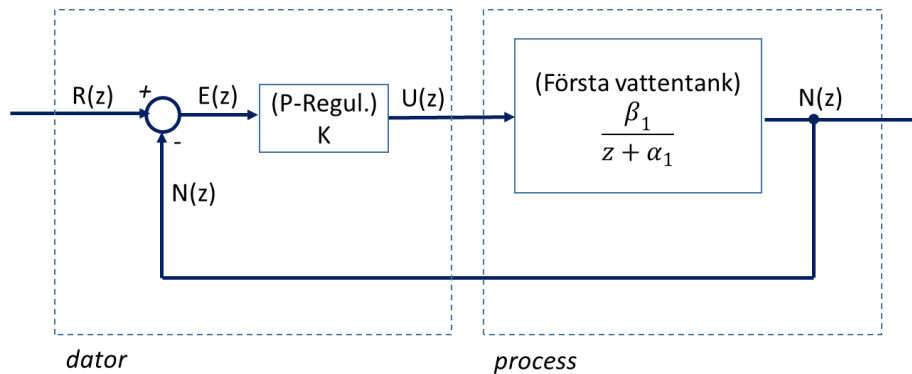 R(z)
+
-
E(z)
(P-Regul.)
K
U(z)
(Första vattentank)
β₁
z + α₁
N(z)
N(z)
dator
process